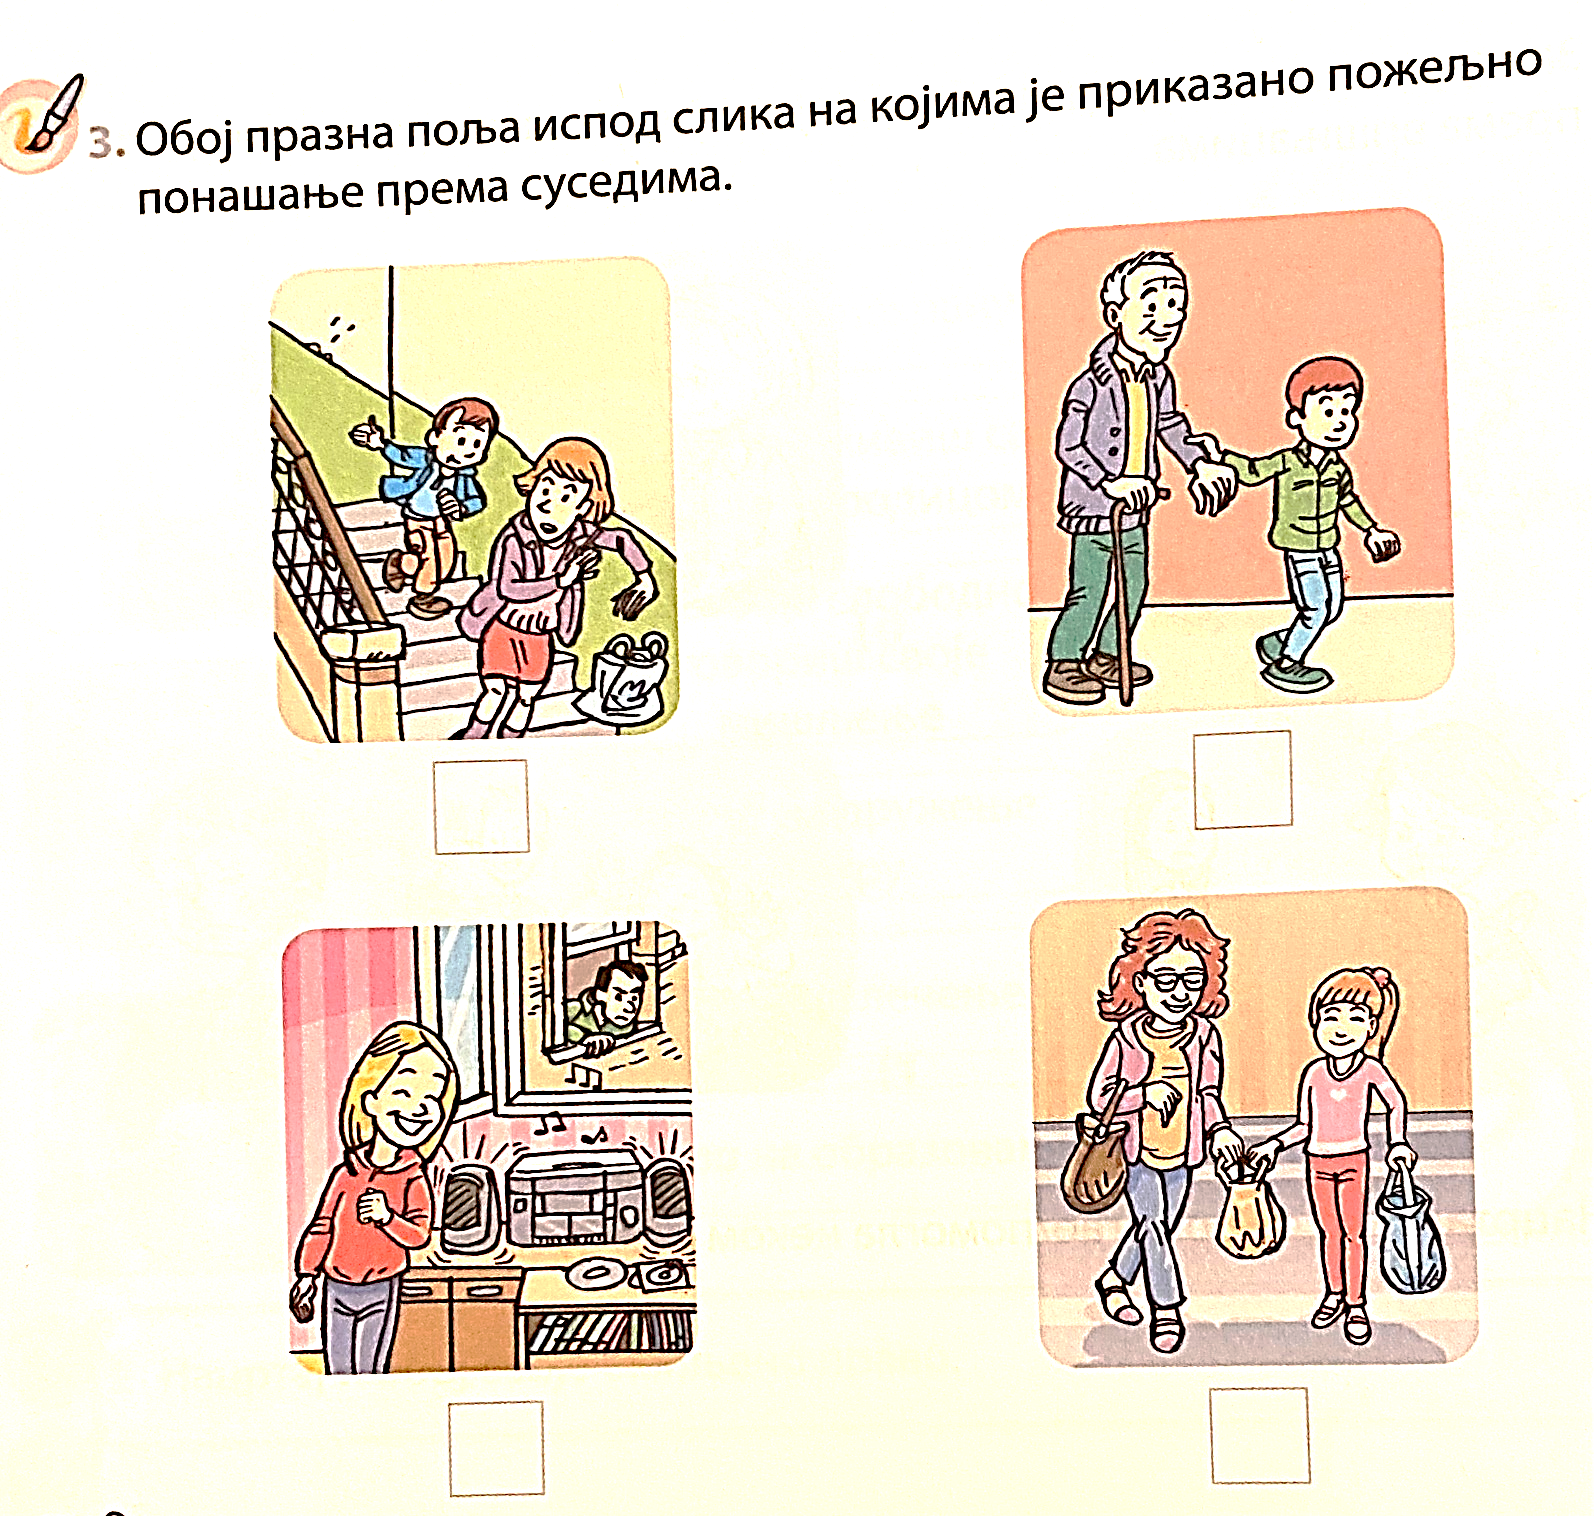 3. Обој празна поља испод слика на којима је приказано пожељно
понашање према суседима.